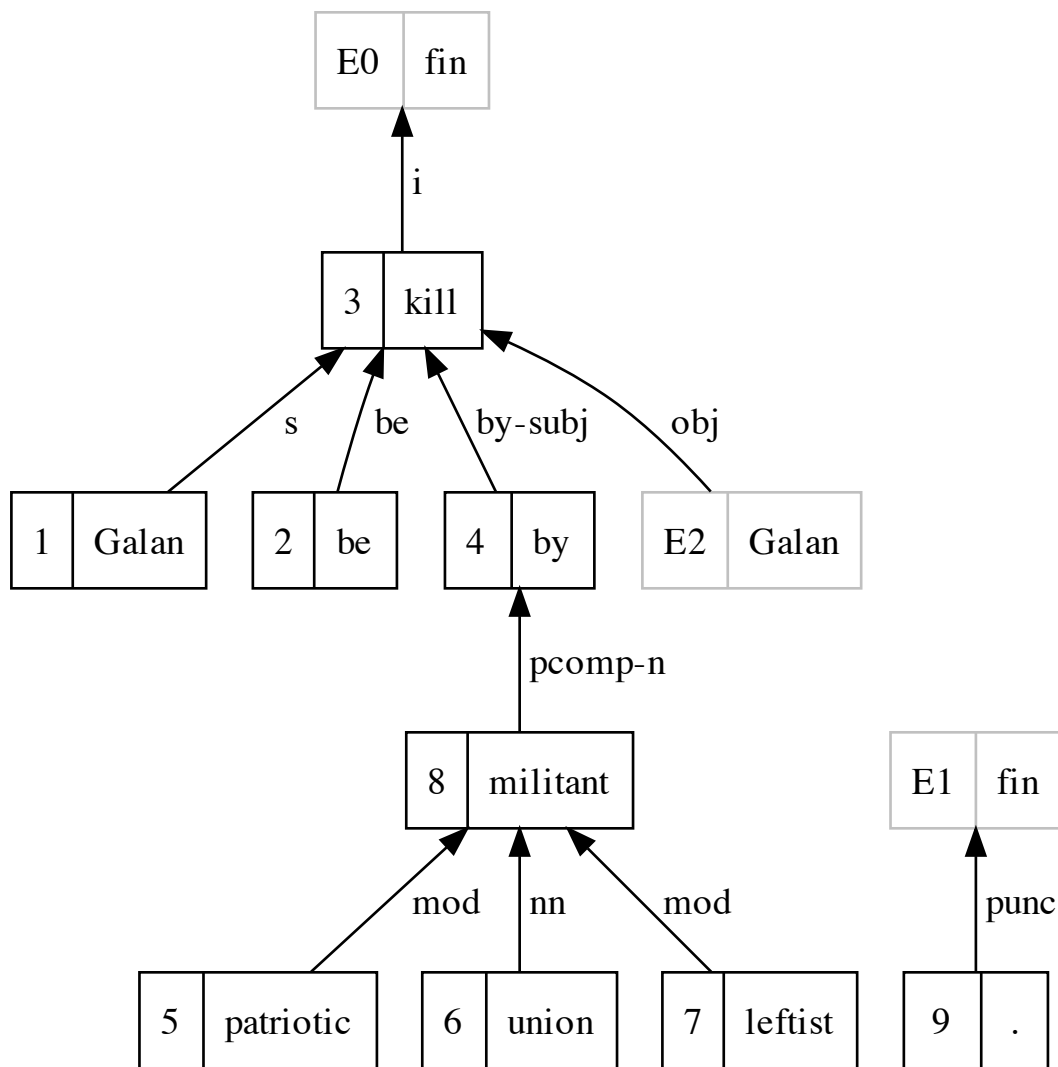 E0 fin
i
3 kill
s be by-subj obj
1 Galan 2 be 4 by E2 Galan
pcomp-n
8 militant E1 fin
mod nn mod punc
5 patriotic 6 union 7 leftist 9 .